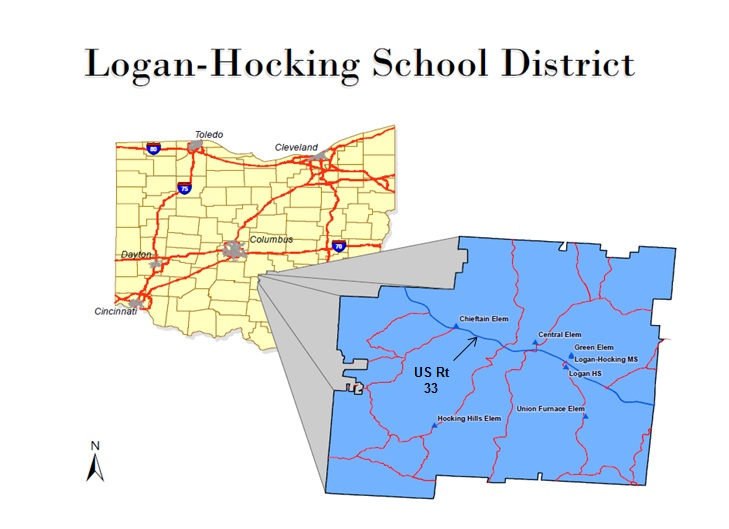 Logan-Hocking School District
Toledo
80
Cleveland
75
Columbus
70
Dayton
Cincinnati
Chieftain Elem
Central Elem
Green Elem
Logan-Hocking MS
Logan HS
US Rt
33
Union Furnace Elem
Hocking Hills Elem
N